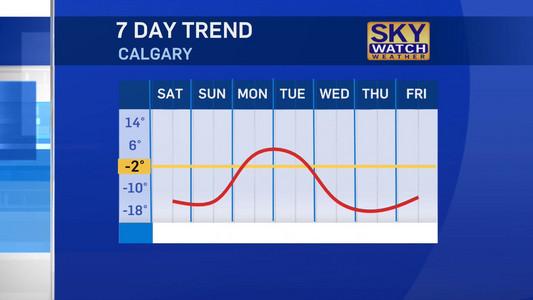 7 DAY TREND
CALGARY
SKY
WATCH
WEATHER
SAT SUN MON TUE WED THU FRI
14°
6°
-2°
-10°
-18°